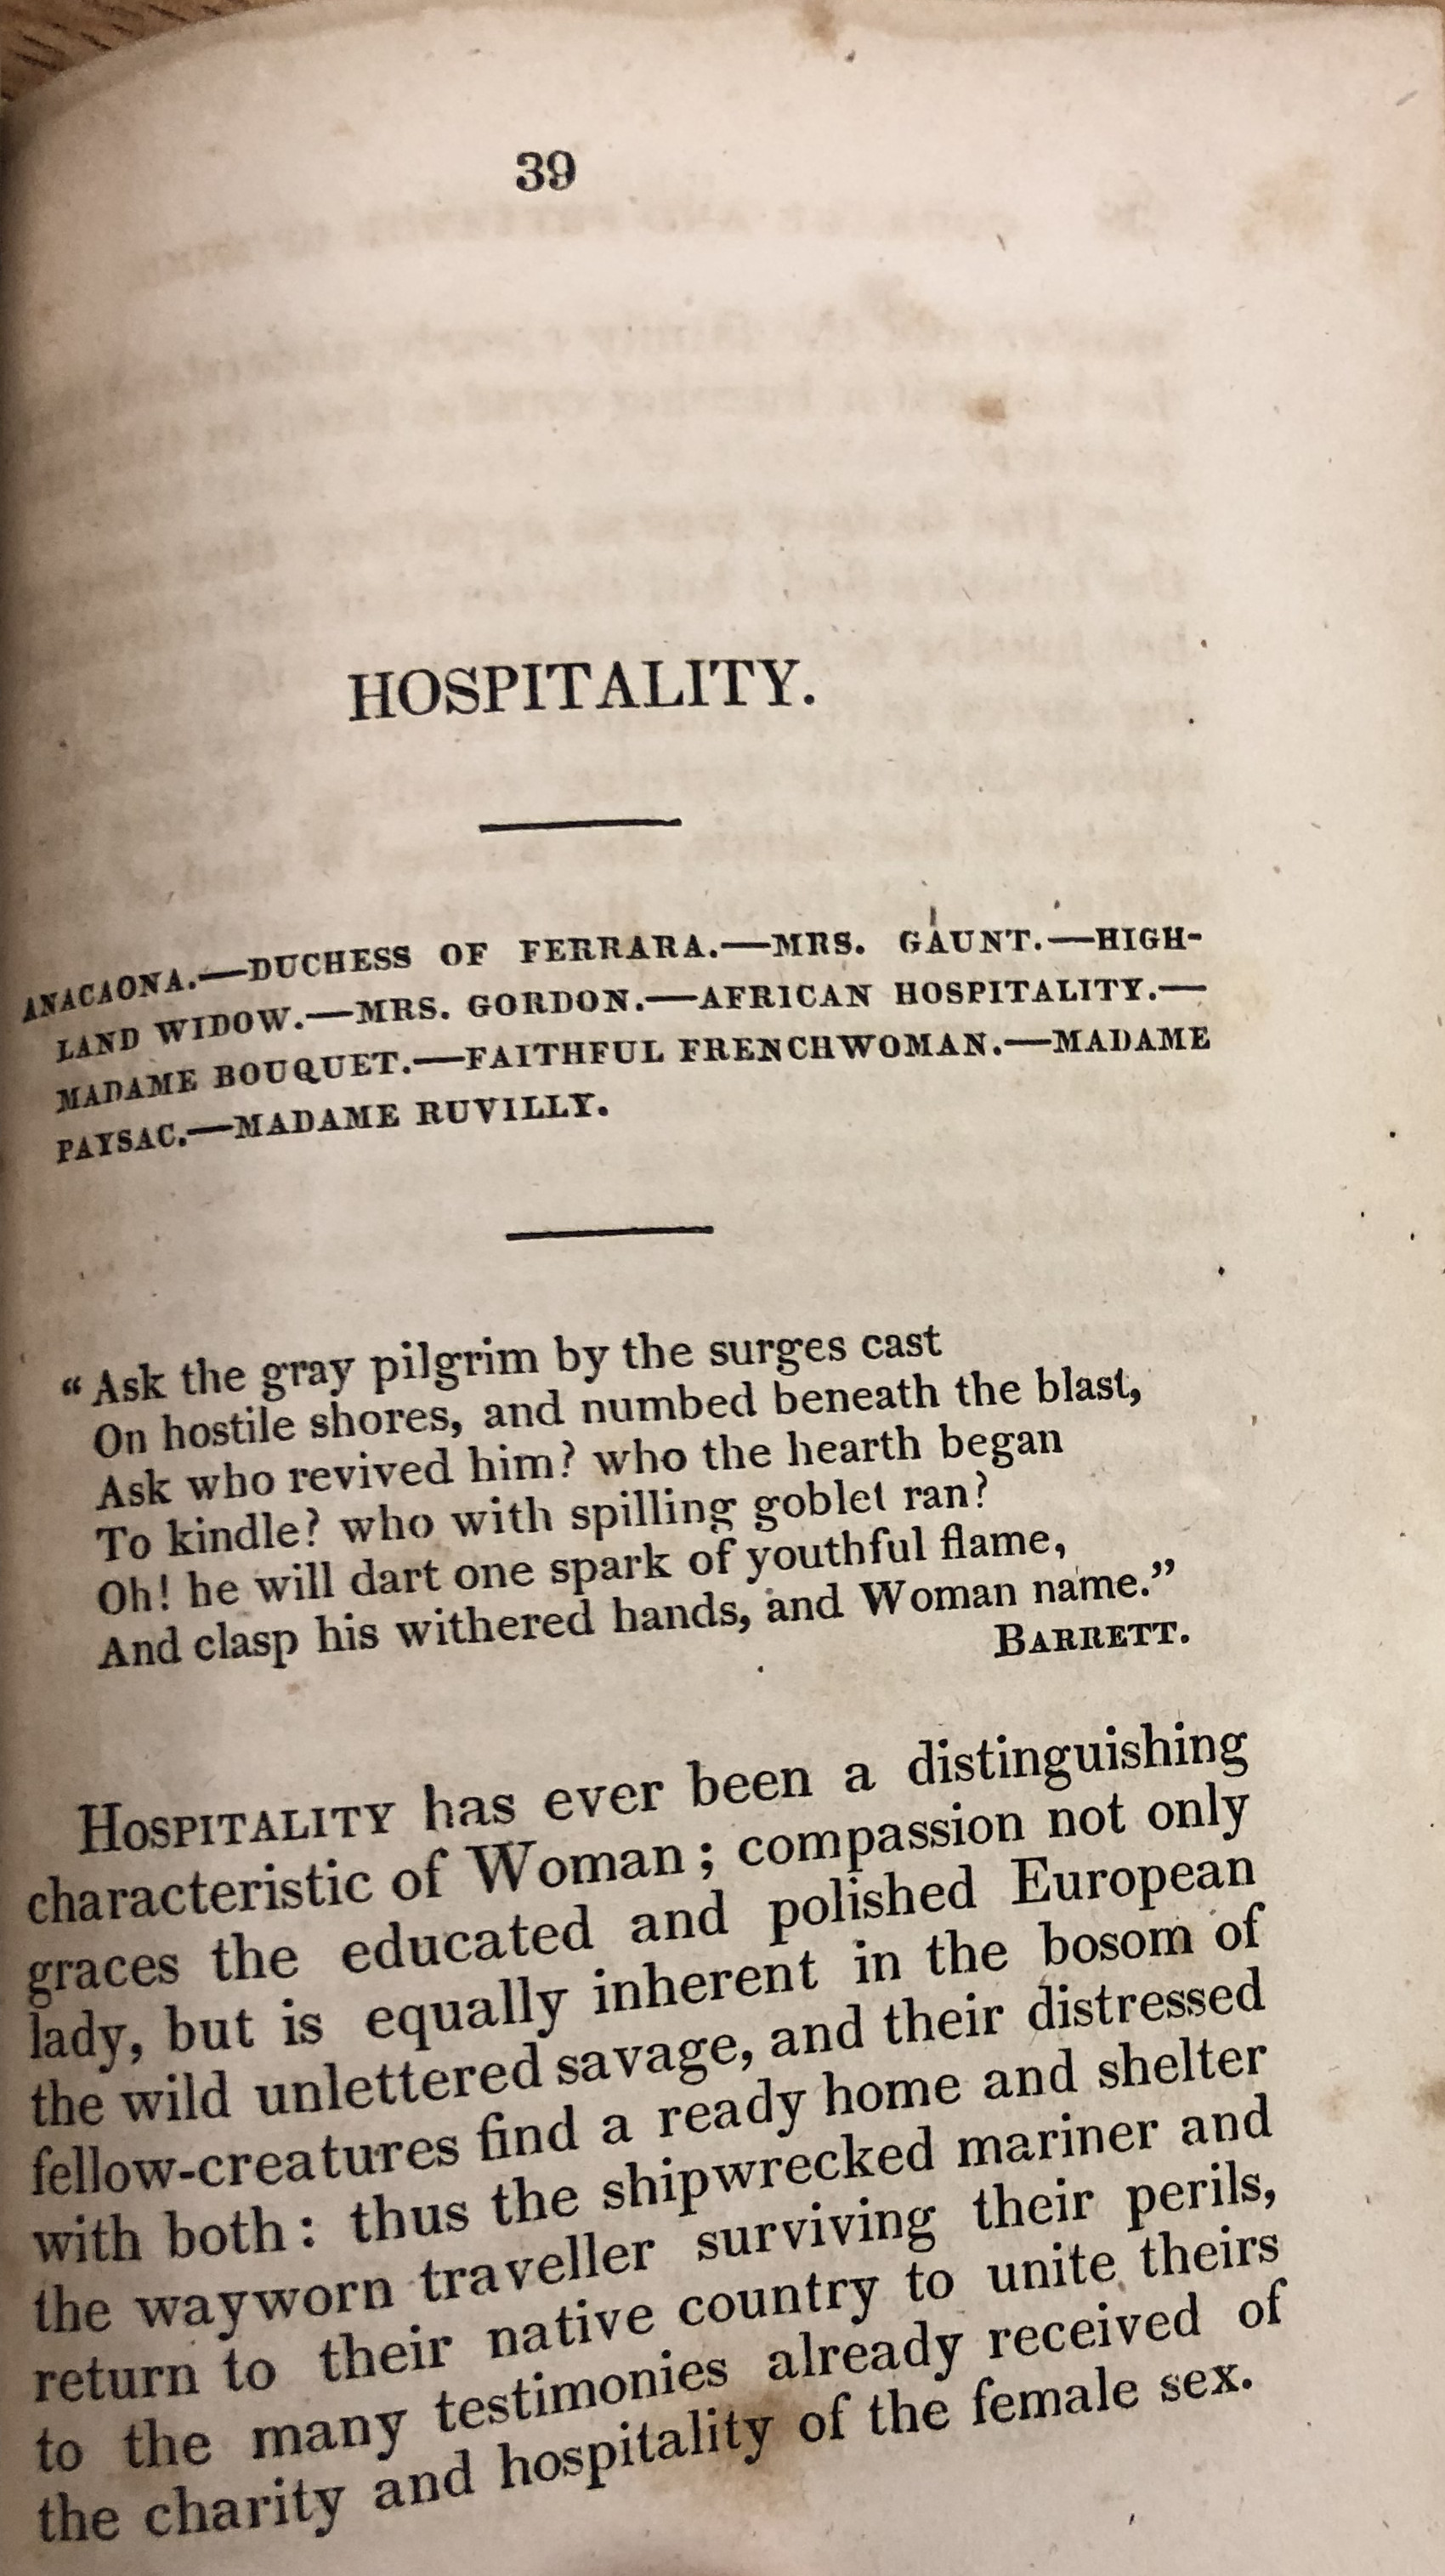 39
HOSPITALITY.
ANACAONA.—DUCHESS OF FERRARA.—MRS. GAUNT.—HIGH-
LAND WIDOW.—MRS. GORDON.—AFRICAN HOSPITALITY.—
MADAME BOUQUET.—FAITHFUL FRENCHWOMAN.—MADAME
PAYSAC.—MADAME RUVILLY.
“Ask the gray pilgrim by the surges cast
On hostile shores, and numbed beneath the blast,
Ask who revived him? who the hearth began
To kindle? who with spilling goblet ran?
Oh! he will dart one spark of youthful flame,
And clasp his withered hands, and Woman name.”
BARRETT.
HOSPITALITY has ever been a distinguishing
characteristic of Woman; compassion not only
graces the educated and polished European
lady, but is equally inherent in the bosom of
the wild unlettered savage, and their distressed
fellow-creatures find a ready home and shelter
with both: thus the shipwrecked mariner and
the wayworn traveller surviving their perils,
return to their native country to unite theirs
to the many testimonies already received of
the charity and hospitality of the female sex.